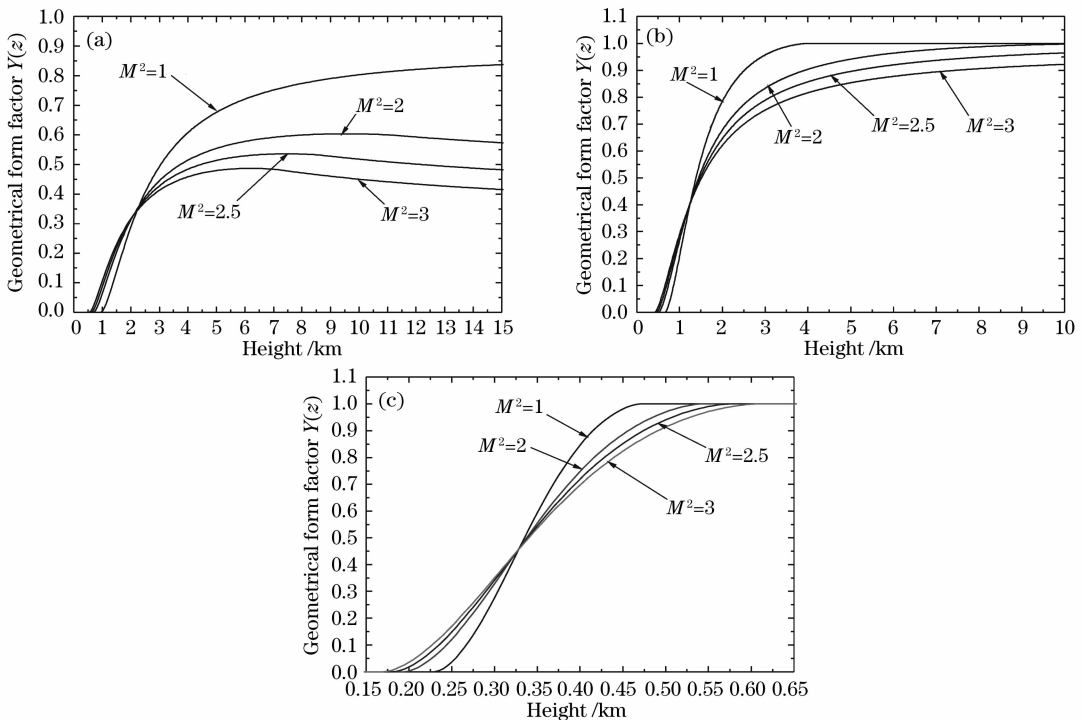 (a)
Geometrical form factor Y(z)
1.0
0.9
0.8
0.7
0.6
0.5
0.4
0.3
0.2
0.1
0.0
M²=1
M²=2
M²=2.5
M²=3
0 1 2 3 4 5 6 7 8 9 10 11 12 13 14 15
Height /km
(b)
Geometrical form factor Y(z)
1.1
1.0
0.9
0.8
0.7
0.6
0.5
0.4
0.3
0.2
0.1
0.0
M²=1
M²=2
M²=2.5
M²=3
0 1 2 3 4 5 6 7 8 9 10
Height /km
(c)
Geometrical form factor Y(z)
1.1
1.0
0.9
0.8
0.7
0.6
0.5
0.4
0.3
0.2
0.1
0.0
M²=1
M²=2
M²=2.5
M²=3
0.15 0.20 0.25 0.30 0.35 0.40 0.45 0.50 0.55 0.60 0.65
Height /km